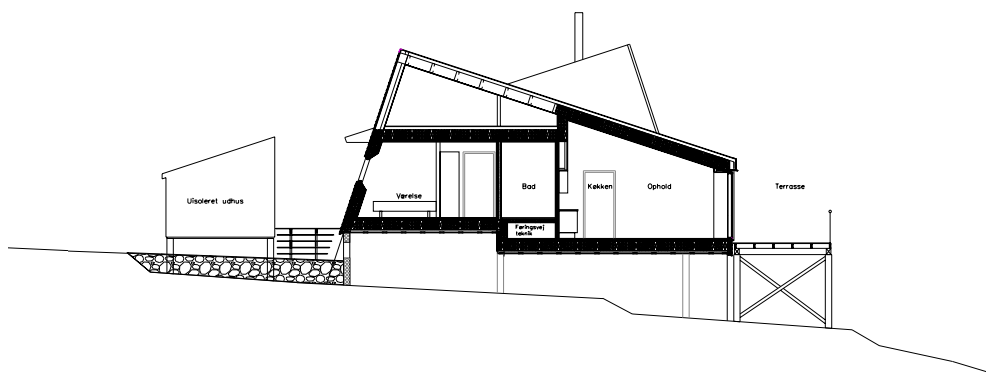 Uisoleret udhus
Værelse
Bad
Køkken
Ophold
Terrasse
Føringsvej
teknik